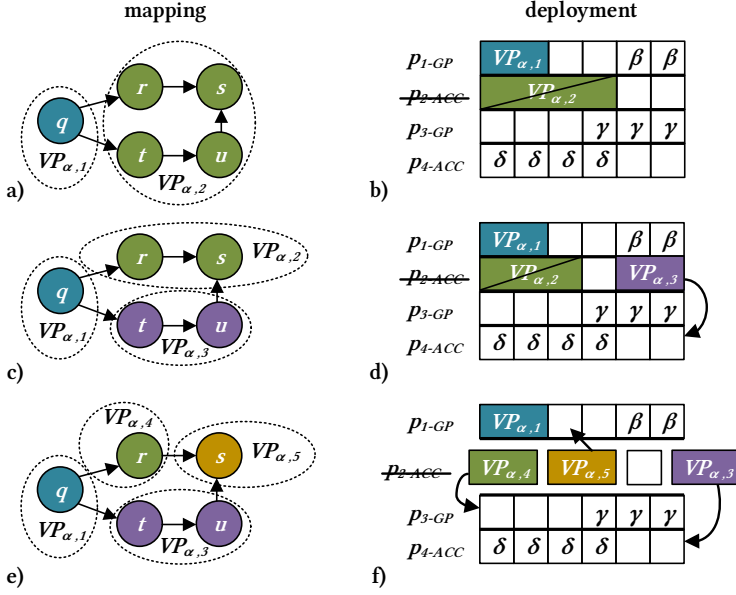 mapping deployment
r s
q
t u
VPα,1
VPα,2
a)
p1-GP VPα,1 β β
p2-ACC VPα,2
p3-GP γ γ γ
p4-ACC δ δ δ δ
b)
r s VPα,2
q
t u
VPα,1
VPα,3
c)
p1-GP VPα,1 β β
p2-ACC VPα,2 VPα,3
p3-GP γ γ γ
p4-ACC δ δ δ δ
d)
VPα,4
r s VPα,5
q
t u
VPα,1
VPα,3
e)
p1-GP VPα,1 β β
p2-ACC VPα,4 VPα,5 VPα,3
p3-GP γ γ γ
p4-ACC δ δ δ δ
f)